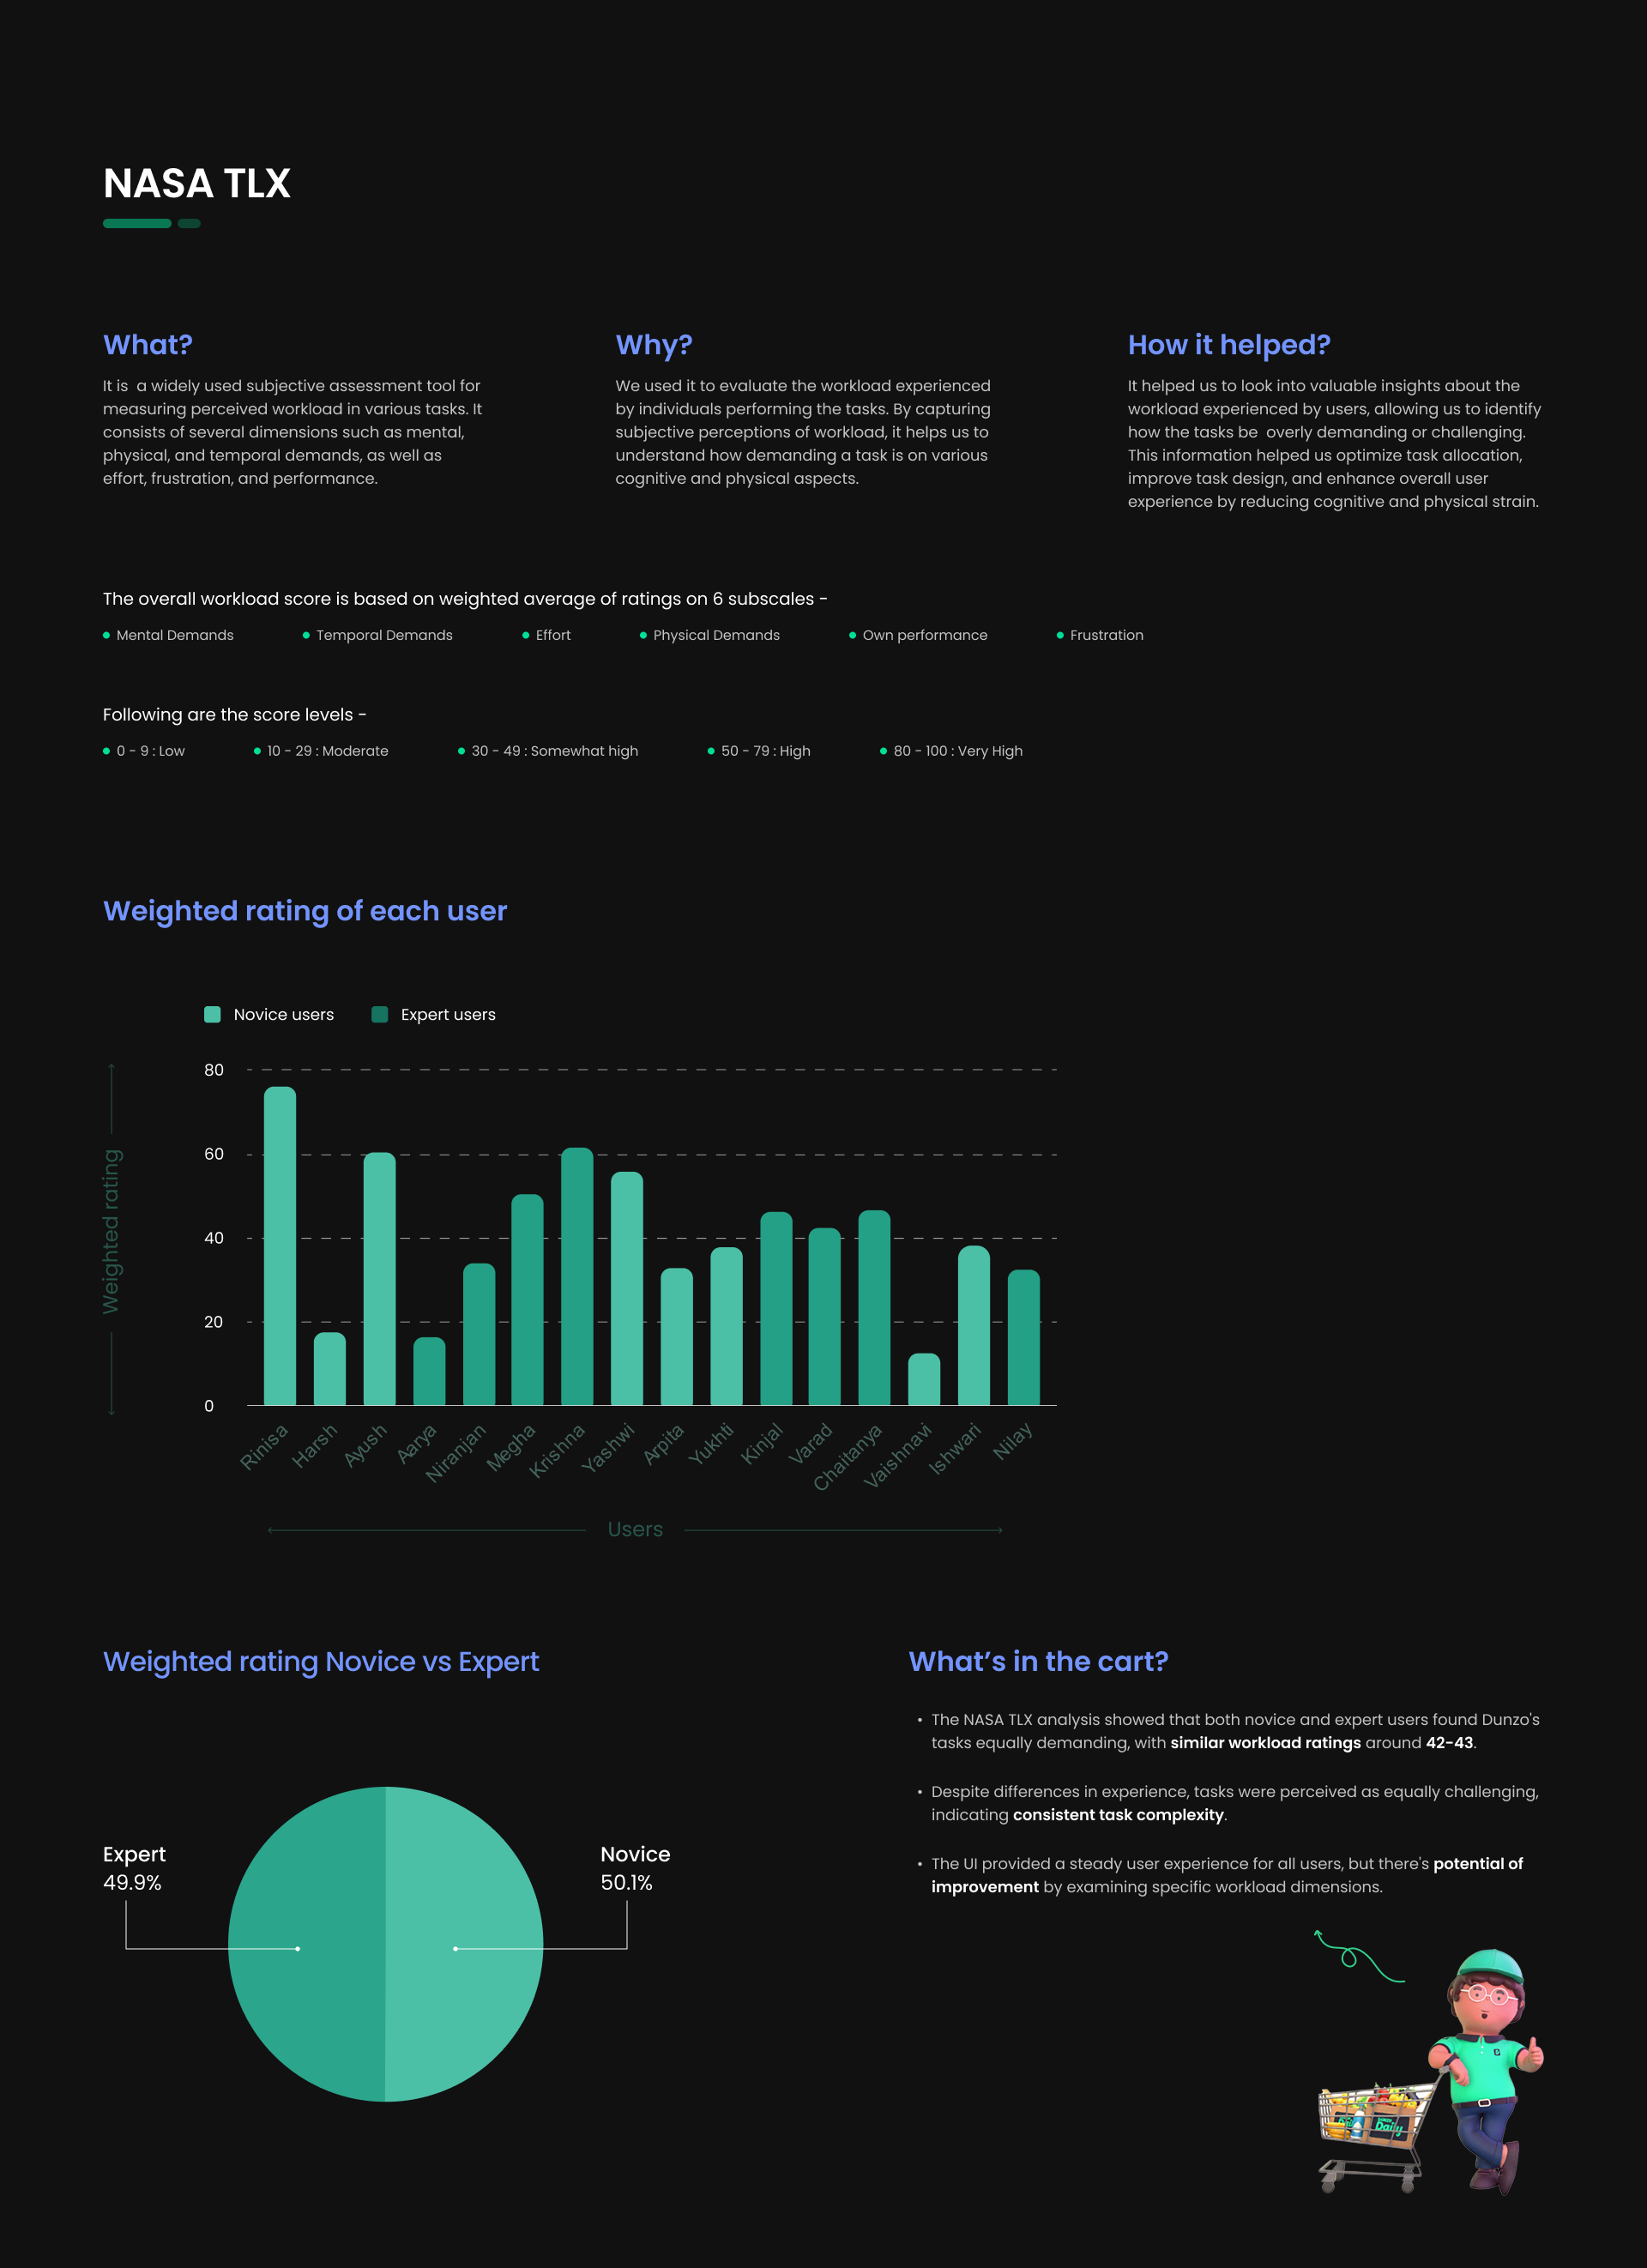 NASA TLX
What?
It is  a widely used subjective assessment tool for
measuring perceived workload in various tasks. It
consists of several dimensions such as mental,
physical, and temporal demands, as well as
effort, frustration, and performance.
Why?
We used it to evaluate the workload experienced
by individuals performing the tasks. By capturing
subjective perceptions of workload, it helps us to
understand how demanding a task is on various
cognitive and physical aspects.
How it helped?
It helped us to look into valuable insights about the
workload experienced by users, allowing us to identify
how the tasks be  overly demanding or challenging.
This information helped us optimize task allocation,
improve task design, and enhance overall user
experience by reducing cognitive and physical strain.
The overall workload score is based on weighted average of ratings on 6 subscales -
• Mental Demands • Temporal Demands • Effort • Physical Demands • Own performance • Frustration
Following are the score levels -
• 0 - 9 : Low • 10 - 29 : Moderate • 30 - 49 : Somewhat high • 50 - 79 : High • 80 - 100 : Very High
Weighted rating of each user
Novice users Expert users
Weighted rating
80
60
40
20
0
Rinisa Harsh Ayush Aarya Niranjan Megha Krishna Yashwi Arpita Yukhti Kinjal Varad Chaitanya Vaishnavi Ishwari Nilay
Users
Weighted rating Novice vs Expert
Expert
49.9%
Novice
50.1%
What's in the cart?
• The NASA TLX analysis showed that both novice and expert users found Dunzo's
tasks equally demanding, with similar workload ratings around 42-43.
• Despite differences in experience, tasks were perceived as equally challenging,
indicating consistent task complexity.
• The UI provided a steady user experience for all users, but there's potential of
improvement by examining specific workload dimensions.
Daily